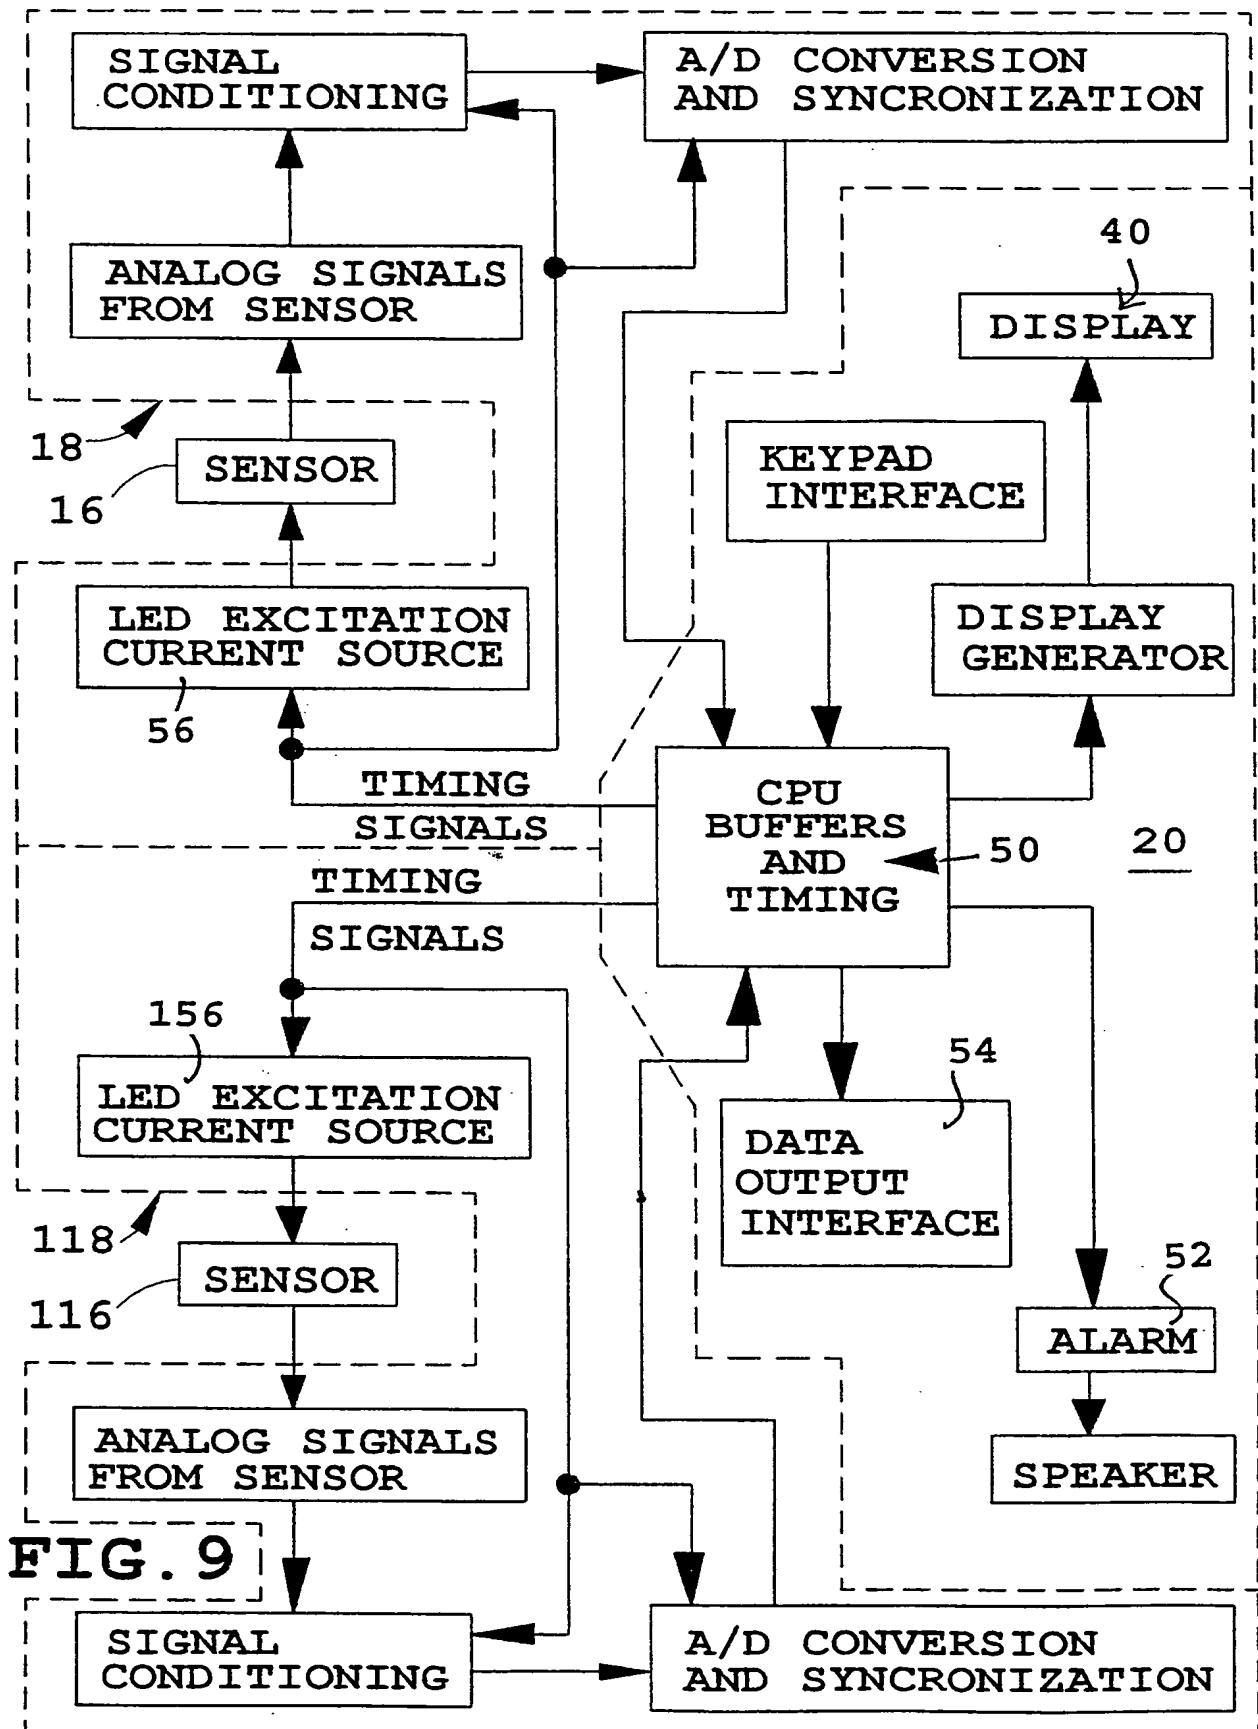 SIGNAL
CONDITIONING
A/D CONVERSION
AND SYNCRONIZATION
ANALOG SIGNALS
FROM SENSOR
40
DISPLAY
18
SENSOR
16
KEYPAD
INTERFACE
LED EXCITATION
CURRENT SOURCE
56
DISPLAY
GENERATOR
TIMING
SIGNALS
CPU
BUFFERS
AND
TIMING
50
20
TIMING
SIGNALS
156
LED EXCITATION
CURRENT SOURCE
54
DATA
OUTPUT
INTERFACE
118
SENSOR
116
52
ALARM
ANALOG SIGNALS
FROM SENSOR
SPEAKER
FIG. 9
SIGNAL
CONDITIONING
A/D CONVERSION
AND SYNCRONIZATION